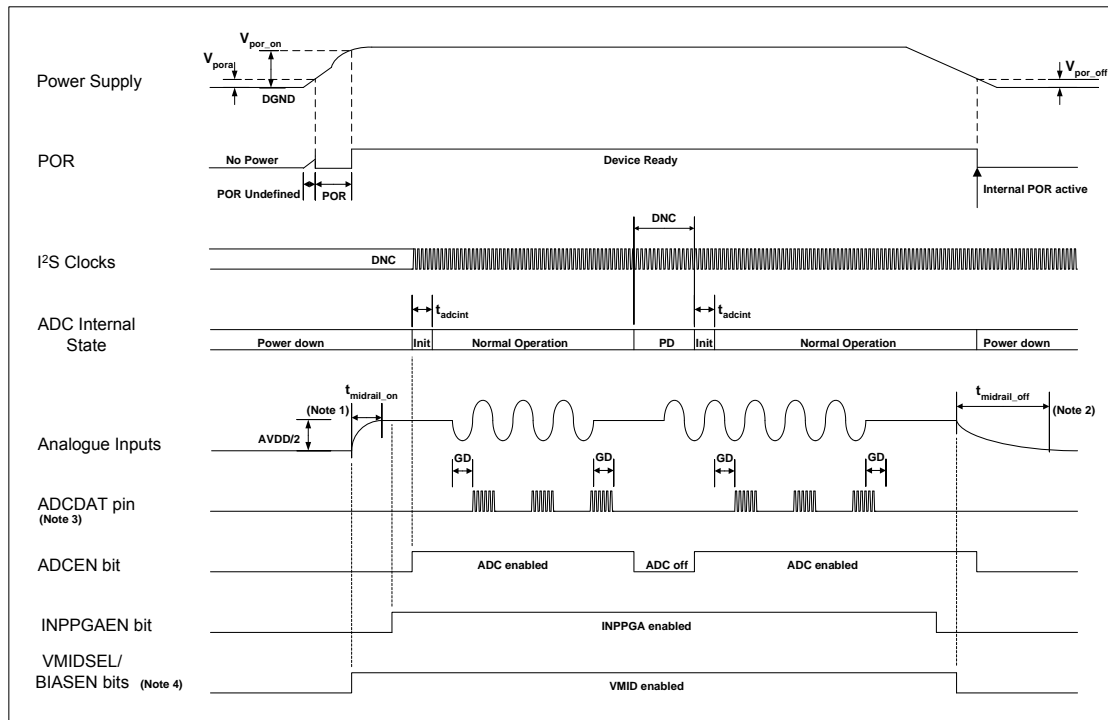 Vpor_on
Vpora
Vpor_off
Power Supply
DGND
POR
No Power
Device Ready
POR Undefined
POR
Internal POR active
DNC
I²S Clocks
DNC
tadcint
tadcint
ADC Internal
State
Power down
Init
Normal Operation
PD
Init
Normal Operation
Power down
tmidrail_on
tmidrail_off
(Note 1)
(Note 2)
Analogue Inputs
AVDD/2
GD
GD
GD
GD
ADCDAT pin
(Note 3)
ADCEN bit
ADC enabled
ADC off
ADC enabled
INPPGAEN bit
INPPGA enabled
VMIDSEL/
BIASEN bits (Note 4)
VMID enabled